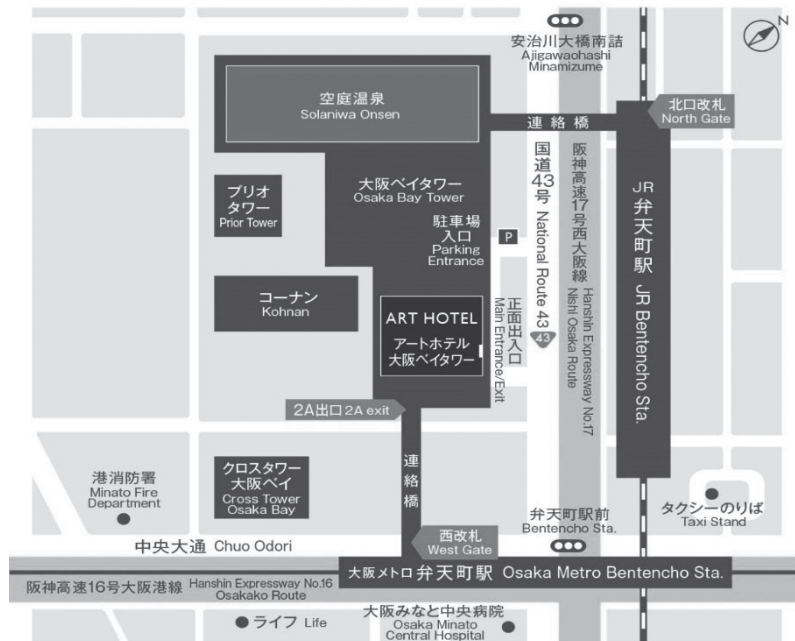 N
安治川大橋南詰
Ajigawaohashi
Minamizume
空庭温泉
Solaniwa Onsen
連絡橋
北口改札
North Gate
プリオ
タワー
Prior Tower
大阪ベイタワー
Osaka Bay Tower
駐車場
入口
Parking
Entrance
P
国道43号 National Route 43
43
阪神高速17号西大阪線
Hanshin Expressway No.17
Nishi Osaka Route
JR弁天町駅 JR Bentencho Sta.
コーナン
Kohnan
ART HOTEL
アートホテル
大阪ベイタワー
正面出入口
Main Entrance/Exit
2A出口 2A exit
連絡橋
港消防署
Minato Fire
Department
クロスタワー
大阪ベイ
Cross Tower
Osaka Bay
西改札
West Gate
弁天町駅前
Bentencho Sta.
タクシーのりば
Taxi Stand
中央大通 Chuo Odori
大阪メトロ 弁天町駅 Osaka Metro Bentencho Sta.
阪神高速16号大阪港線 Hanshin Expressway No.16
Osakako Route
ライフ Life
大阪みなと中央病院
Osaka Minato
Central Hospital